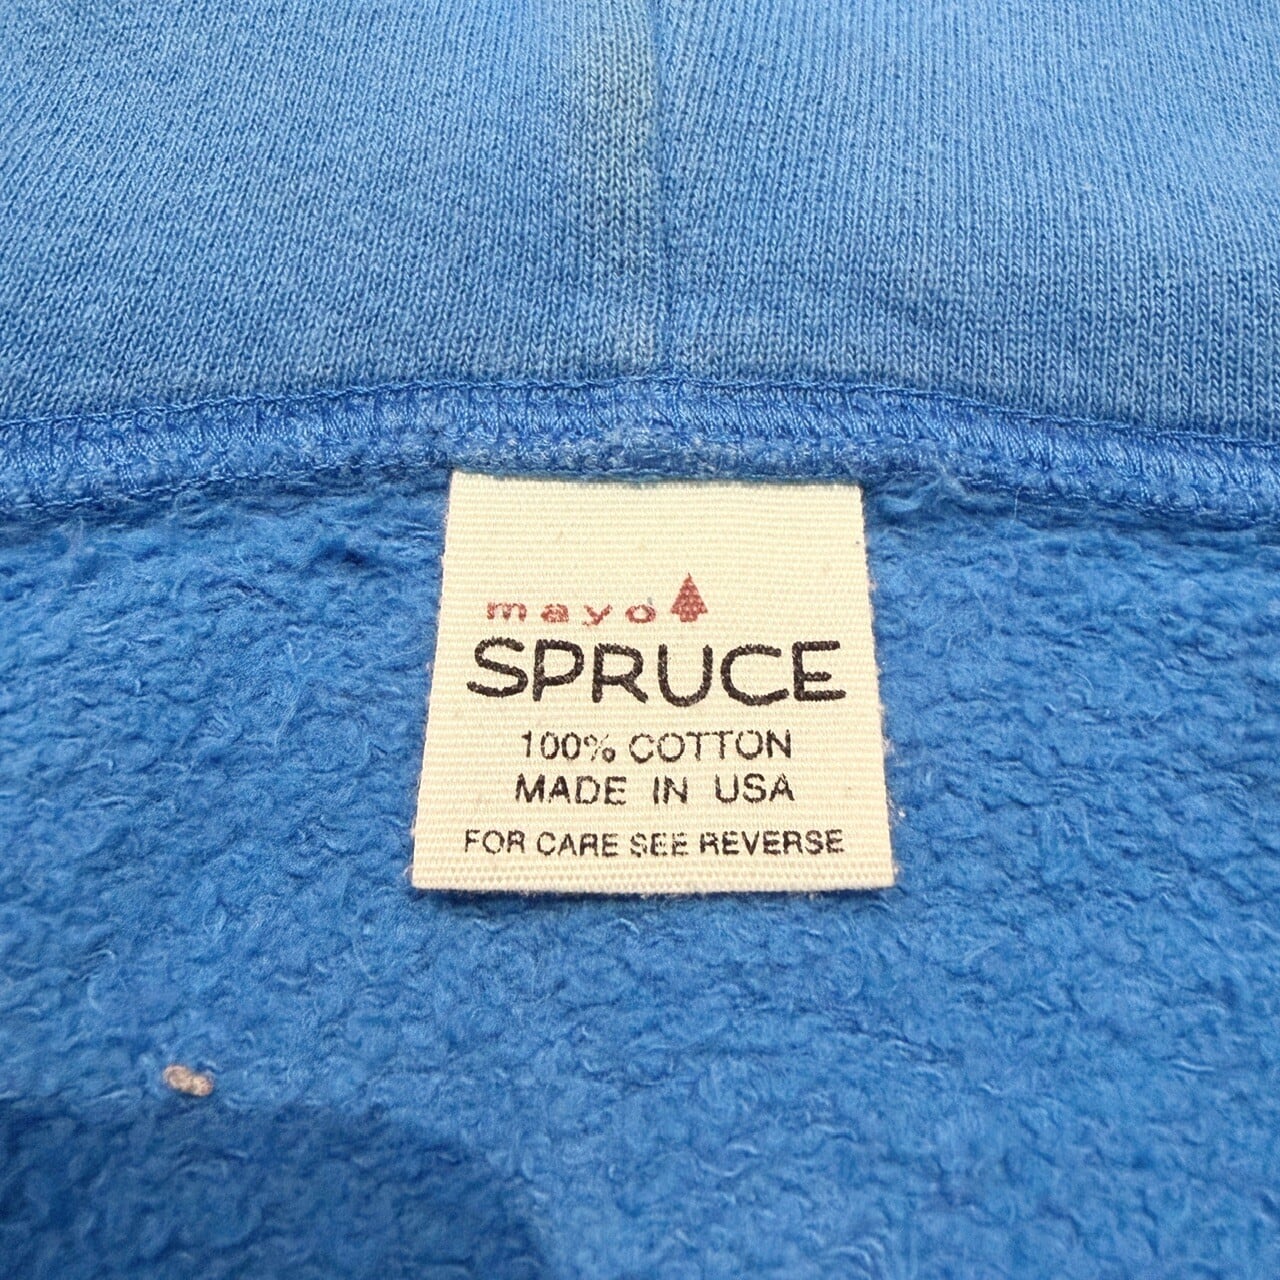 mayo
SPRUCE
100% COTTON
MADE IN USA
FOR CARE SEE REVERSE